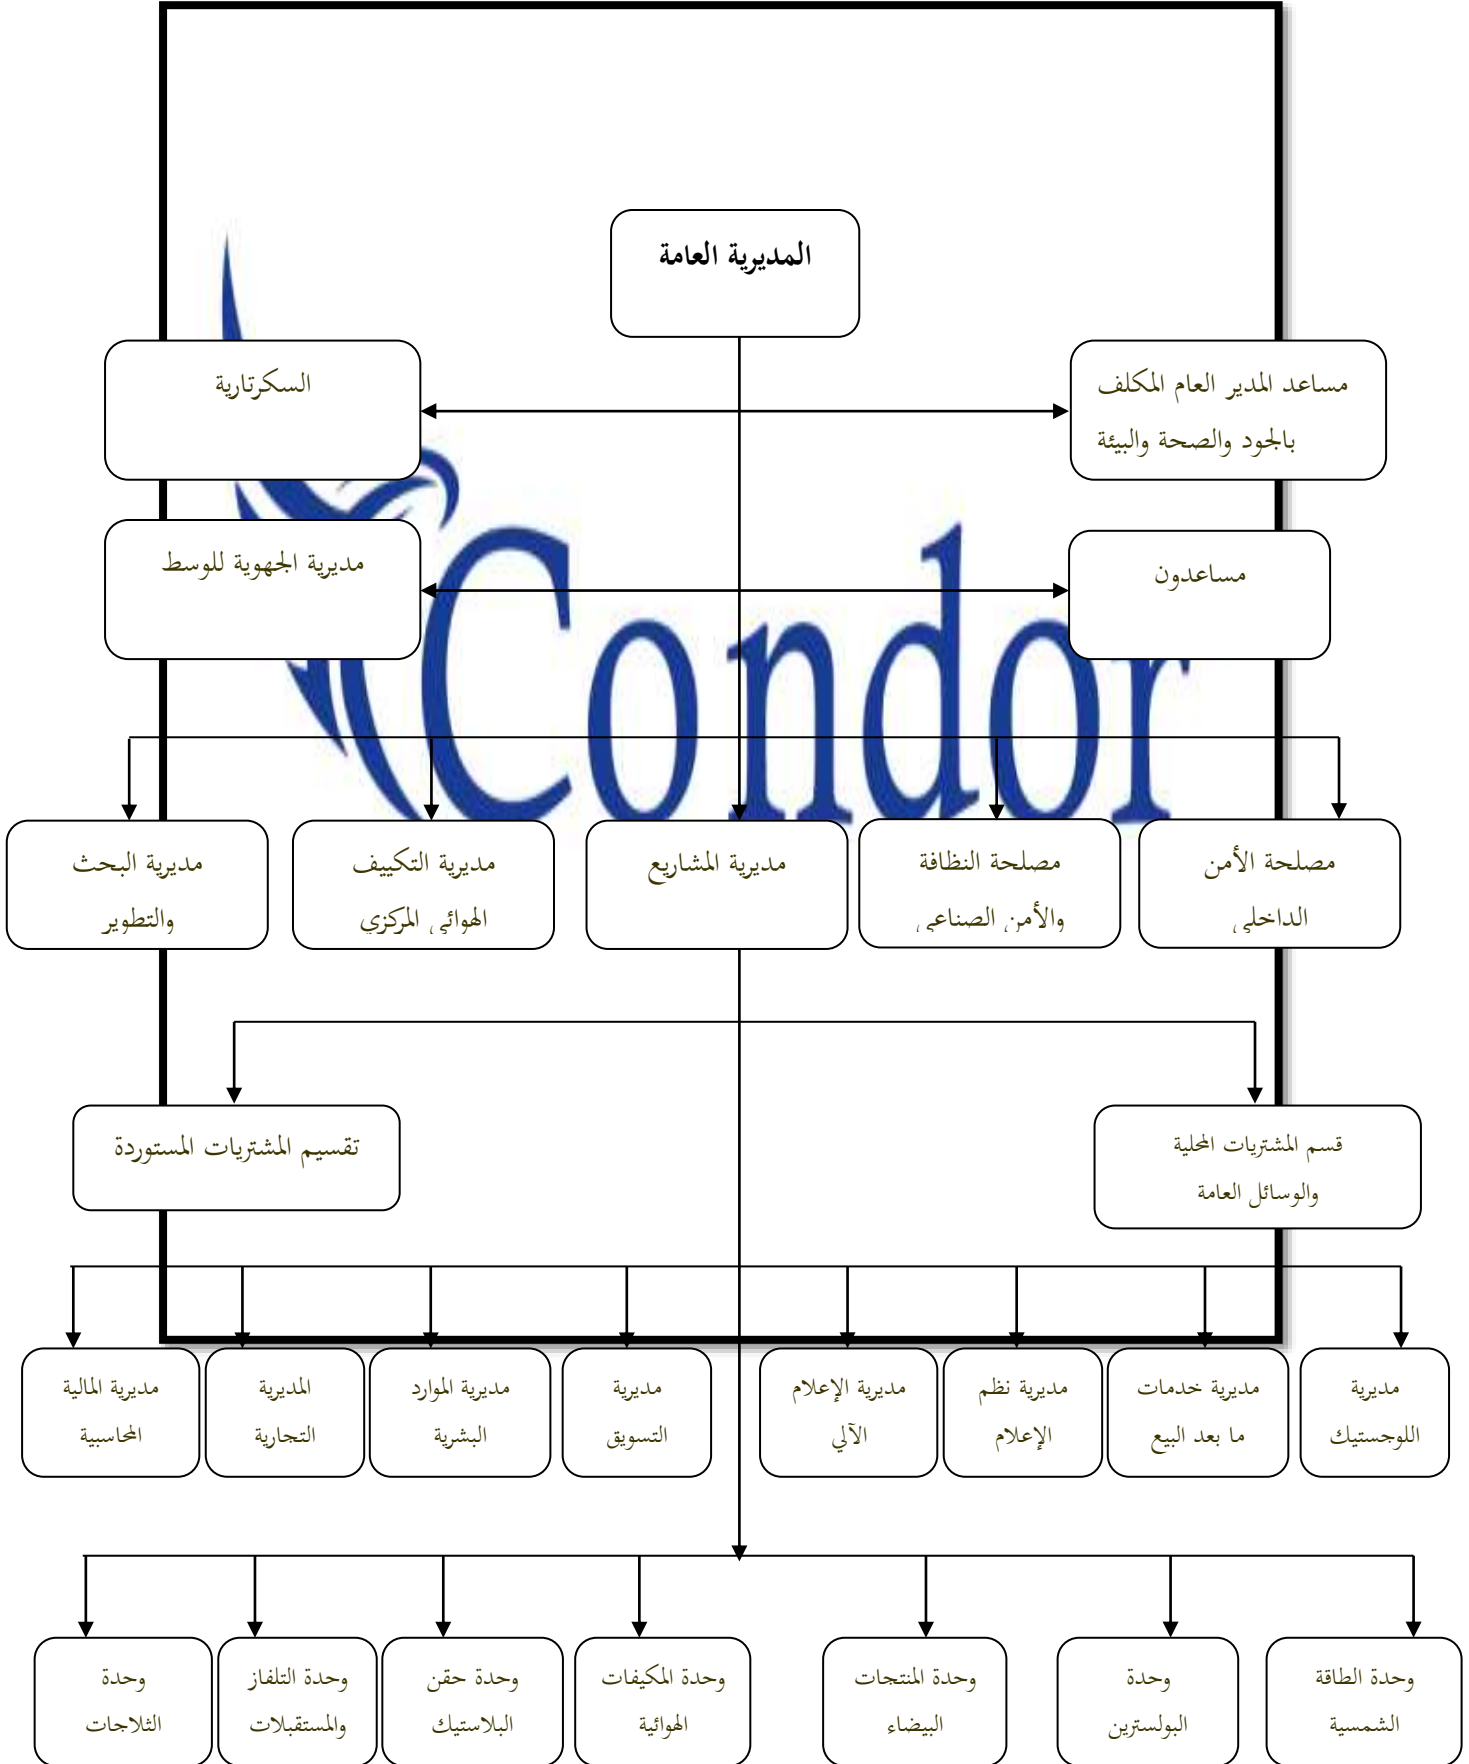 المديرية العامة
مساعد المدير العام المكلف
بالجود والصحة والبيئة
السكرتارية
مساعدون
مديرية الجهوية للوسط
Condor
مصلحة الأمن
الداخلي
مصلحة النظافة
والأمن الصناعي
مديرية المشاريع
مديرية التكييف
الهوائي المركزي
مديرية البحث
والتطوير
قسم المشتريات المحلية
والوسائل العامة
تقسيم المشتريات المستوردة
مديرية
اللوجستيك
مديرية خدمات
ما بعد البيع
مديرية نظم
الإعلام
مديرية الإعلام
الآلي
مديرية
التسويق
مديرية الموارد
البشرية
المديرية
التجارية
مديرية المالية
المحاسبية
وحدة الطاقة
الشمسية
وحدة
البولسترين
وحدة المنتجات
البيضاء
وحدة المكيفات
الهوائية
وحدة حقن
البلاستيك
وحدة التلفاز
والمستقبلات
وحدة
الثلاجات